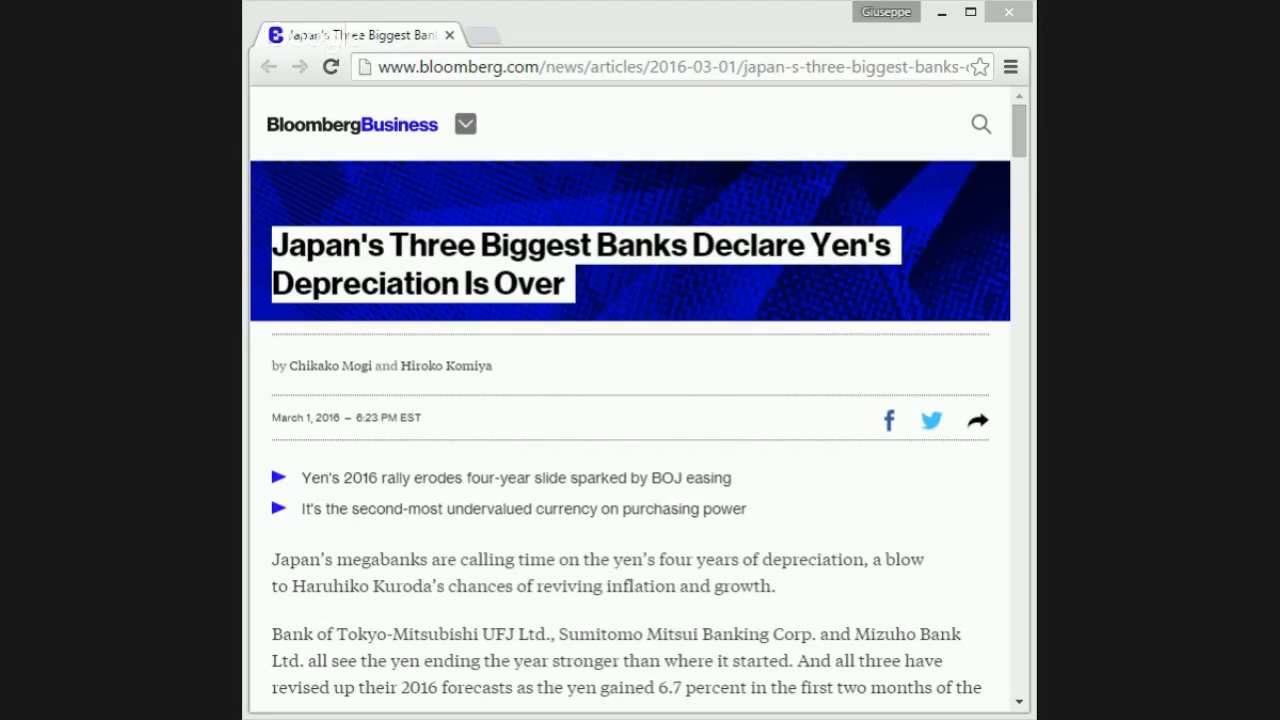 Giuseppe
Japan's Three Biggest Banl
www.bloomberg.com/news/articles/2016-03-01/japan-s-three-biggest-banks-
BloombergBusiness
Japan's Three Biggest Banks Declare Yen's
Depreciation Is Over
by Chikako Mogi and Hiroko Komiya
March 1, 2016 – 6:23 PM EST
Yen's 2016 rally erodes four-year slide sparked by BOJ easing
It's the second-most undervalued currency on purchasing power
Japan's megabanks are calling time on the yen's four years of depreciation, a blow
to Haruhiko Kuroda's chances of reviving inflation and growth.
Bank of Tokyo-Mitsubishi UFJ Ltd., Sumitomo Mitsui Banking Corp. and Mizuho Bank
Ltd. all see the yen ending the year stronger than where it started. And all three have
revised up their 2016 forecasts as the yen gained 6.7 percent in the first two months of the